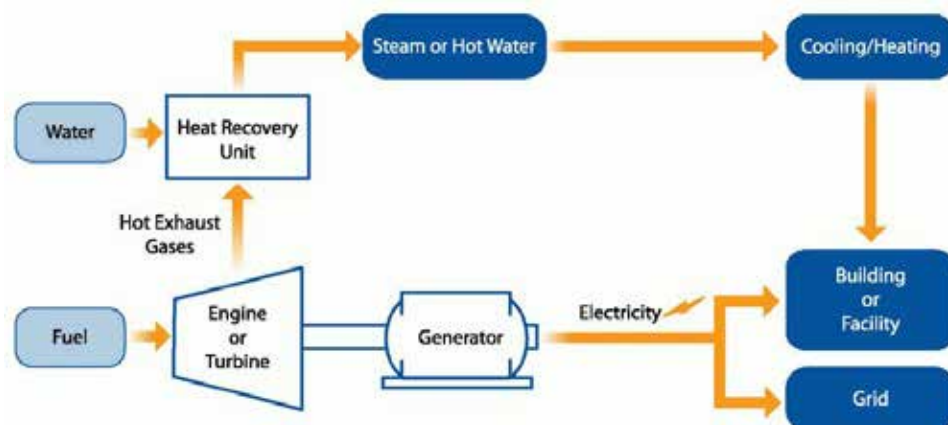 Steam or Hot Water
Cooling/Heating
Water
Heat Recovery
Unit
Hot Exhaust
Gases
Building
or
Facility
Fuel
Engine
or
Turbine
Generator
Electricity
Grid